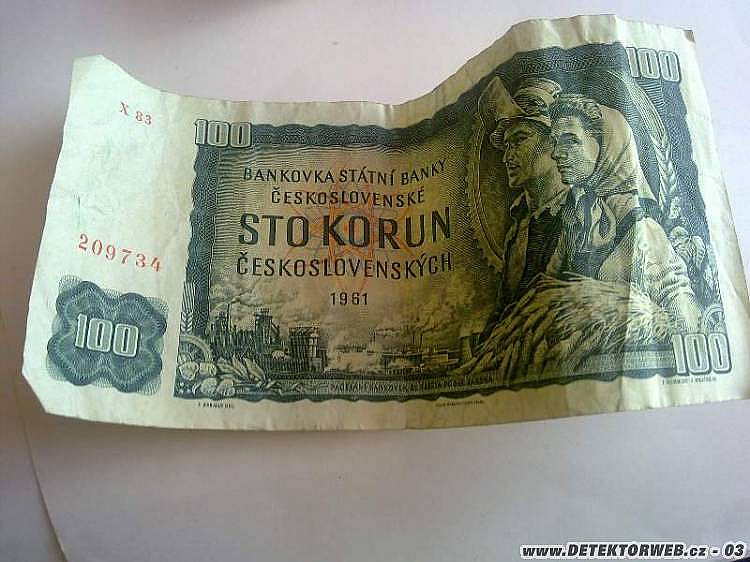 X 83
100
100
BANKOVKA STÁTNÍ BANKY
ČESKOSLOVENSKÉ
STO KORUN
ČESKOSLOVENSKÝCH
1961
209734
100
100
www.DETEKTORWEB.cz - 03